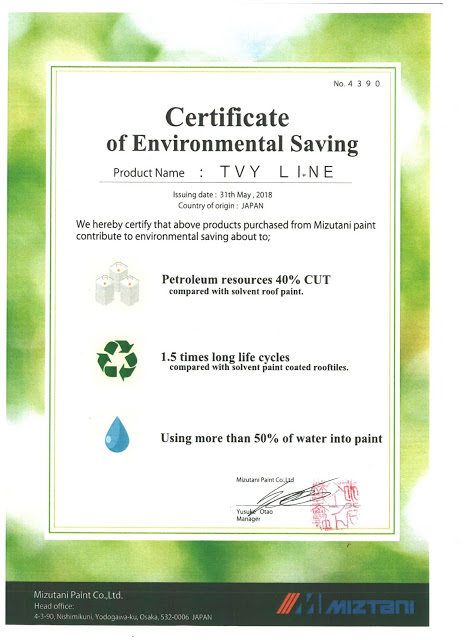 No. 4 3 9 0
Certificate
of Environmental Saving
Product Name : TVY LINE
Issuing date : 31th May , 2018
Country of origin : JAPAN
We hereby certify that above products purchased from Mizutani paint
contribute to environmental saving about to;
Petroleum resources 40% CUT
compared with solvent roof paint.
1.5 times long life cycles
compared with solvent paint coated rooftiles.
Using more than 50% of water into paint
Mizutani Paint Co.,Ltd
Yusuke Otao
Manager
Mizutani Paint Co.,Ltd.
Head office:
4-3-90, Nishimikuni, Yodogawa-ku, Osaka, 532-0006 JAPAN
MIZTANI